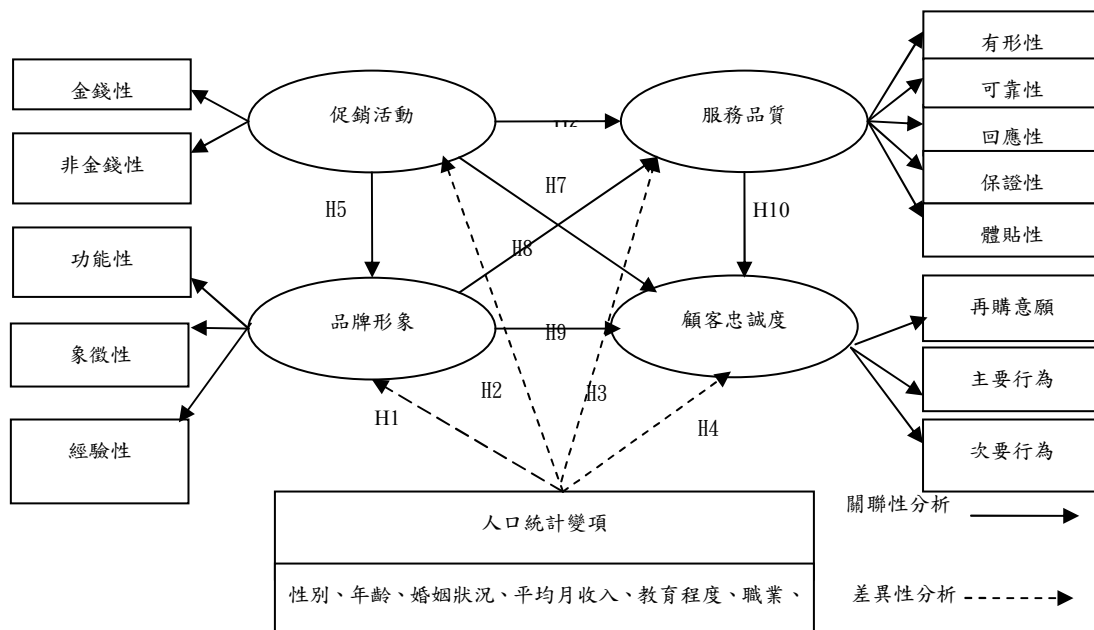 有形性
金錢性
可靠性
促銷活動
服務品質
回應性
非金錢性
保證性
H7
H5
H10
體貼性
功能性
H8
再購意願
品牌形象
顧客忠誠度
H9
象徵性
主要行為
H2
H3
H1
H4
經驗性
次要行為
關聯性分析
人口統計變項
性別、年齡、婚姻狀況、平均月收入、教育程度、職業、
差異性分析